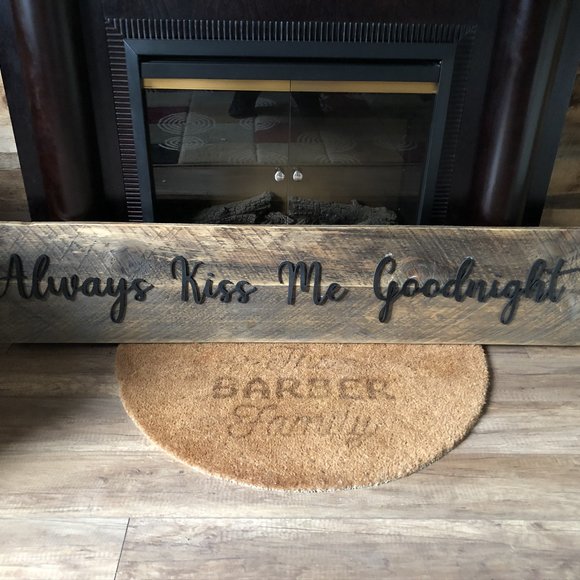 Always Kiss Me Goodnight
The
BARBER
Family